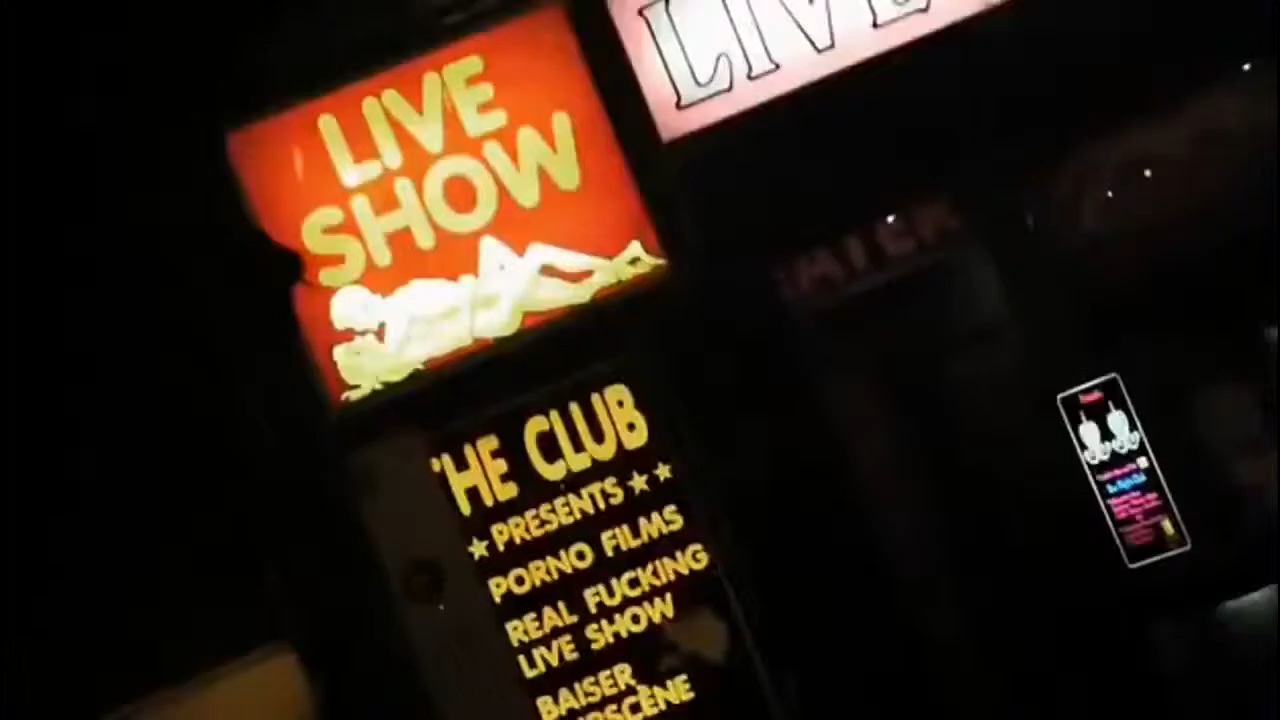 LIVE
SHOW
LIVE
'HE CLUB
PRESENTS
PORNO FILMS
REAL FUCKING
LIVE SHOW
BAISER